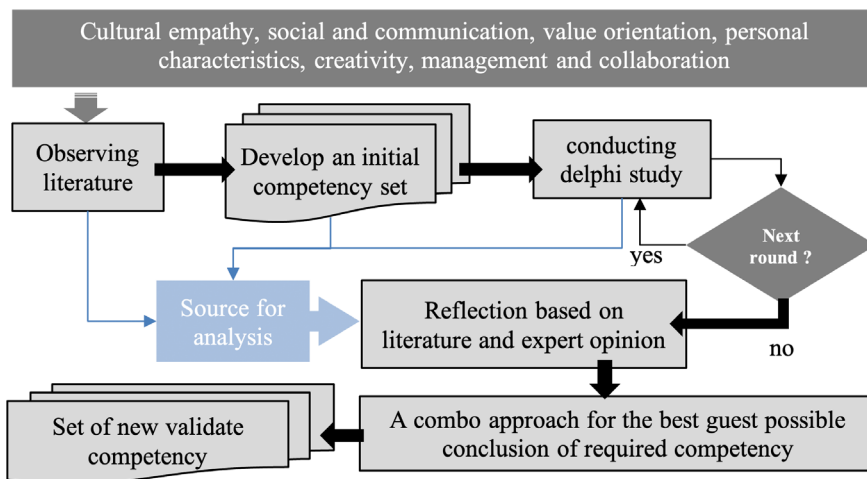 Cultural empathy, social and communication, value orientation, personal
characteristics, creativity, management and collaboration
Observing
literature
Develop an initial
competency set
conducting
delphi study
Next
round ?
yes
no
Source for
analysis
Reflection based on
literature and expert opinion
A combo approach for the best guest possible
conclusion of required competency
Set of new validate
competency